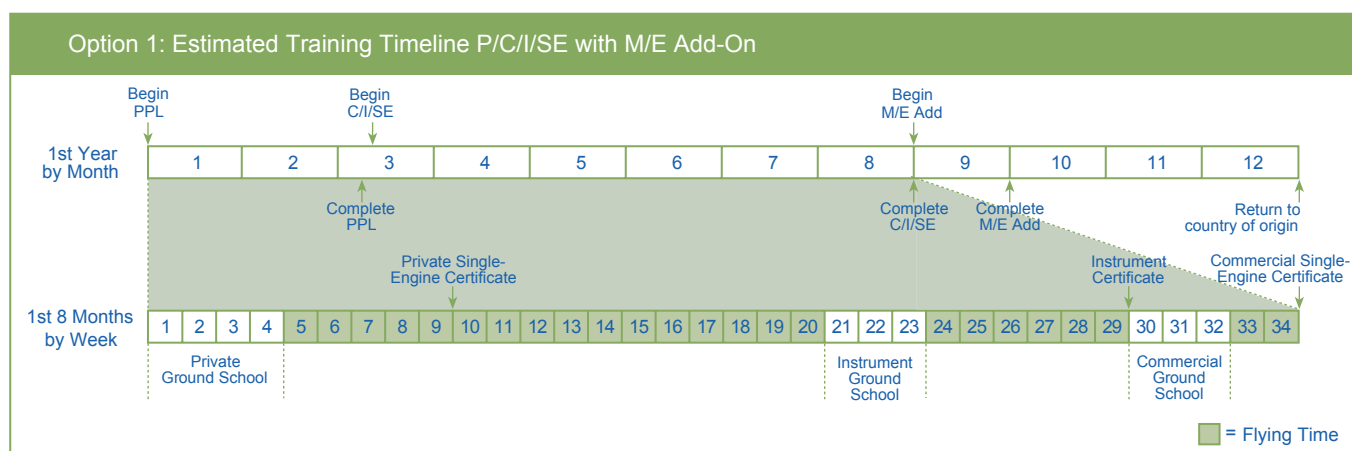 Option 1: Estimated Training Timeline P/C/I/SE with M/E Add-On
Begin
PPL
Begin
C/I/SE
Begin
M/E Add
1st Year
by Month
1 2 3 4 5 6 7 8 9 10 11 12
Complete
PPL
Complete
C/I/SE
Complete
M/E Add
Return to
country of origin
Private Single-
Engine Certificate
Instrument
Certificate
Commercial Single-
Engine Certificate
1st 8 Months
by Week
1 2 3 4 5 6 7 8 9 10 11 12 13 14 15 16 17 18 19 20 21 22 23 24 25 26 27 28 29 30 31 32 33 34
Private
Ground School
Instrument
Ground
School
Commercial
Ground
School
= Flying Time